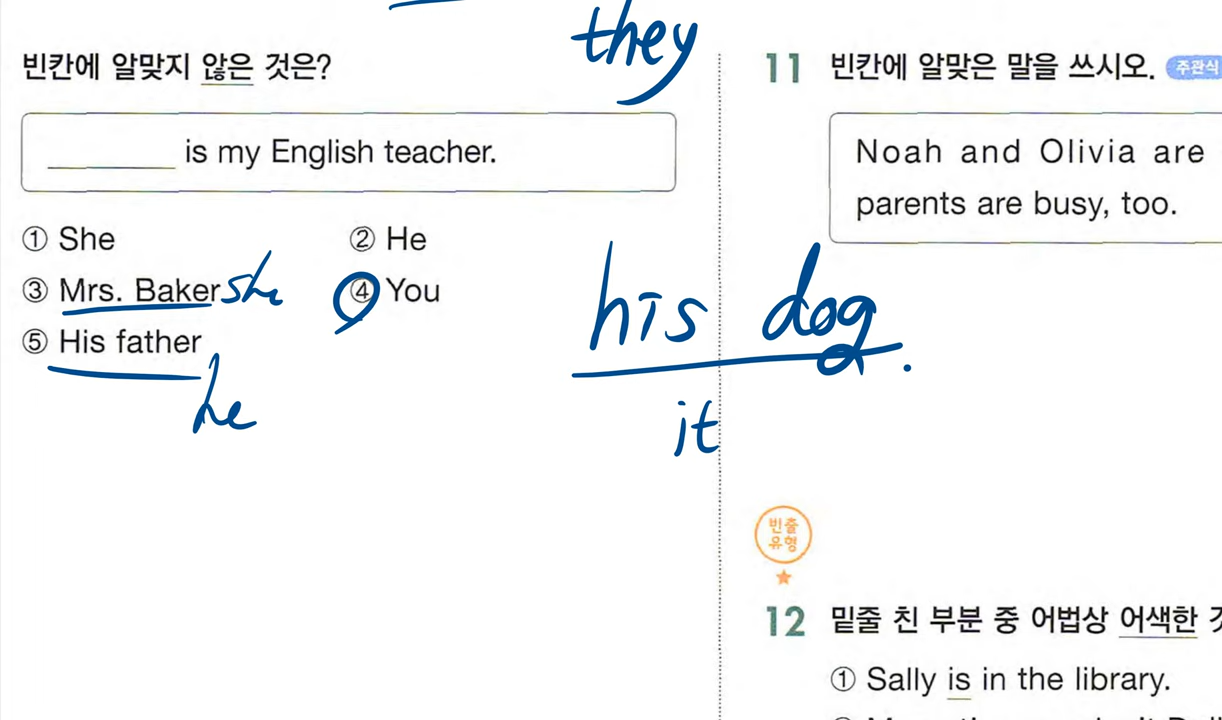 they
빈칸에 알맞지 않은 것은?
________ is my English teacher.
① She
② He
③ Mrs. Baker she
④ You
⑤ His father
he
his dog.
it
11 빈칸에 알맞은 말을 쓰시오. 주관식
Noah and Olivia are
parents are busy, too.
빈출
유형
12 밑줄 친 부분 중 어법상 어색한
① Sally is in the library.